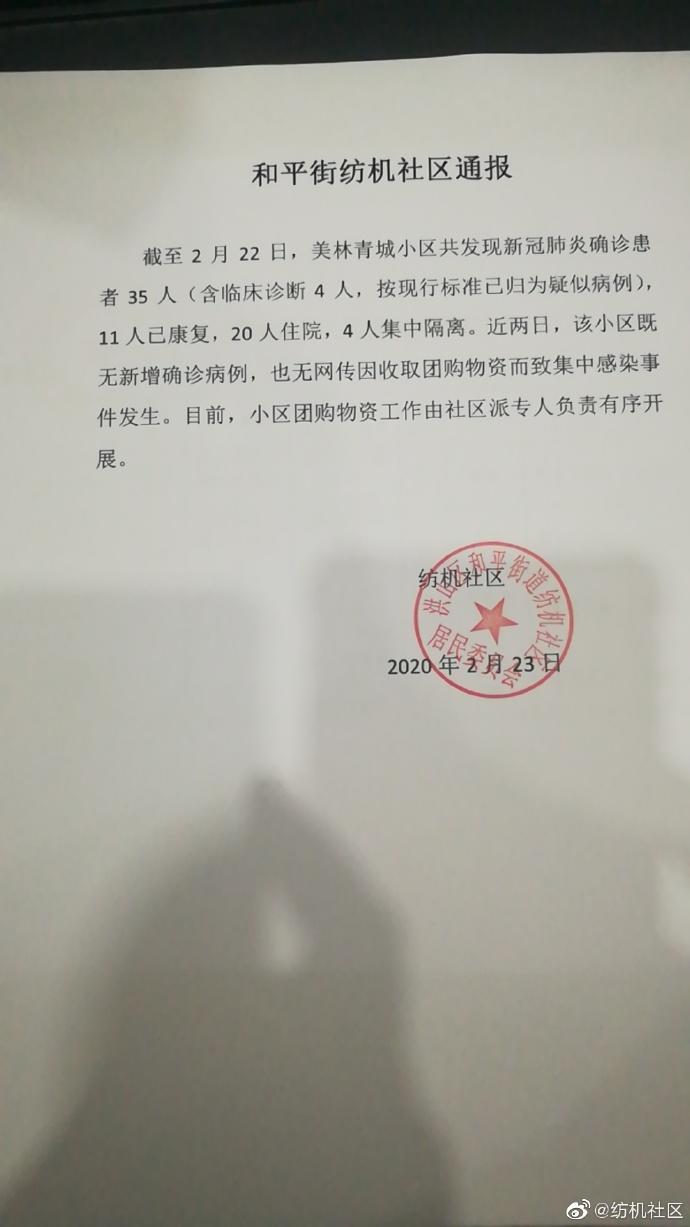 和平街纺机社区通报
截至 2 月 22 日，美林青城小区共发现新冠肺炎确诊患
者 35 人（含临床诊断 4 人，按现行标准已归为疑似病例），
11 人已康复，20 人住院，4 人集中隔离。近两日，该小区既
无新增确诊病例，也无网传因收取团购物资而致集中感染事
件发生。目前，小区团购物资工作由社区派专人负责有序开
展。
纺机社区
洪山区和平街道纺机社区
居民委员会
2020 年 2 月 23 日
@纺机社区